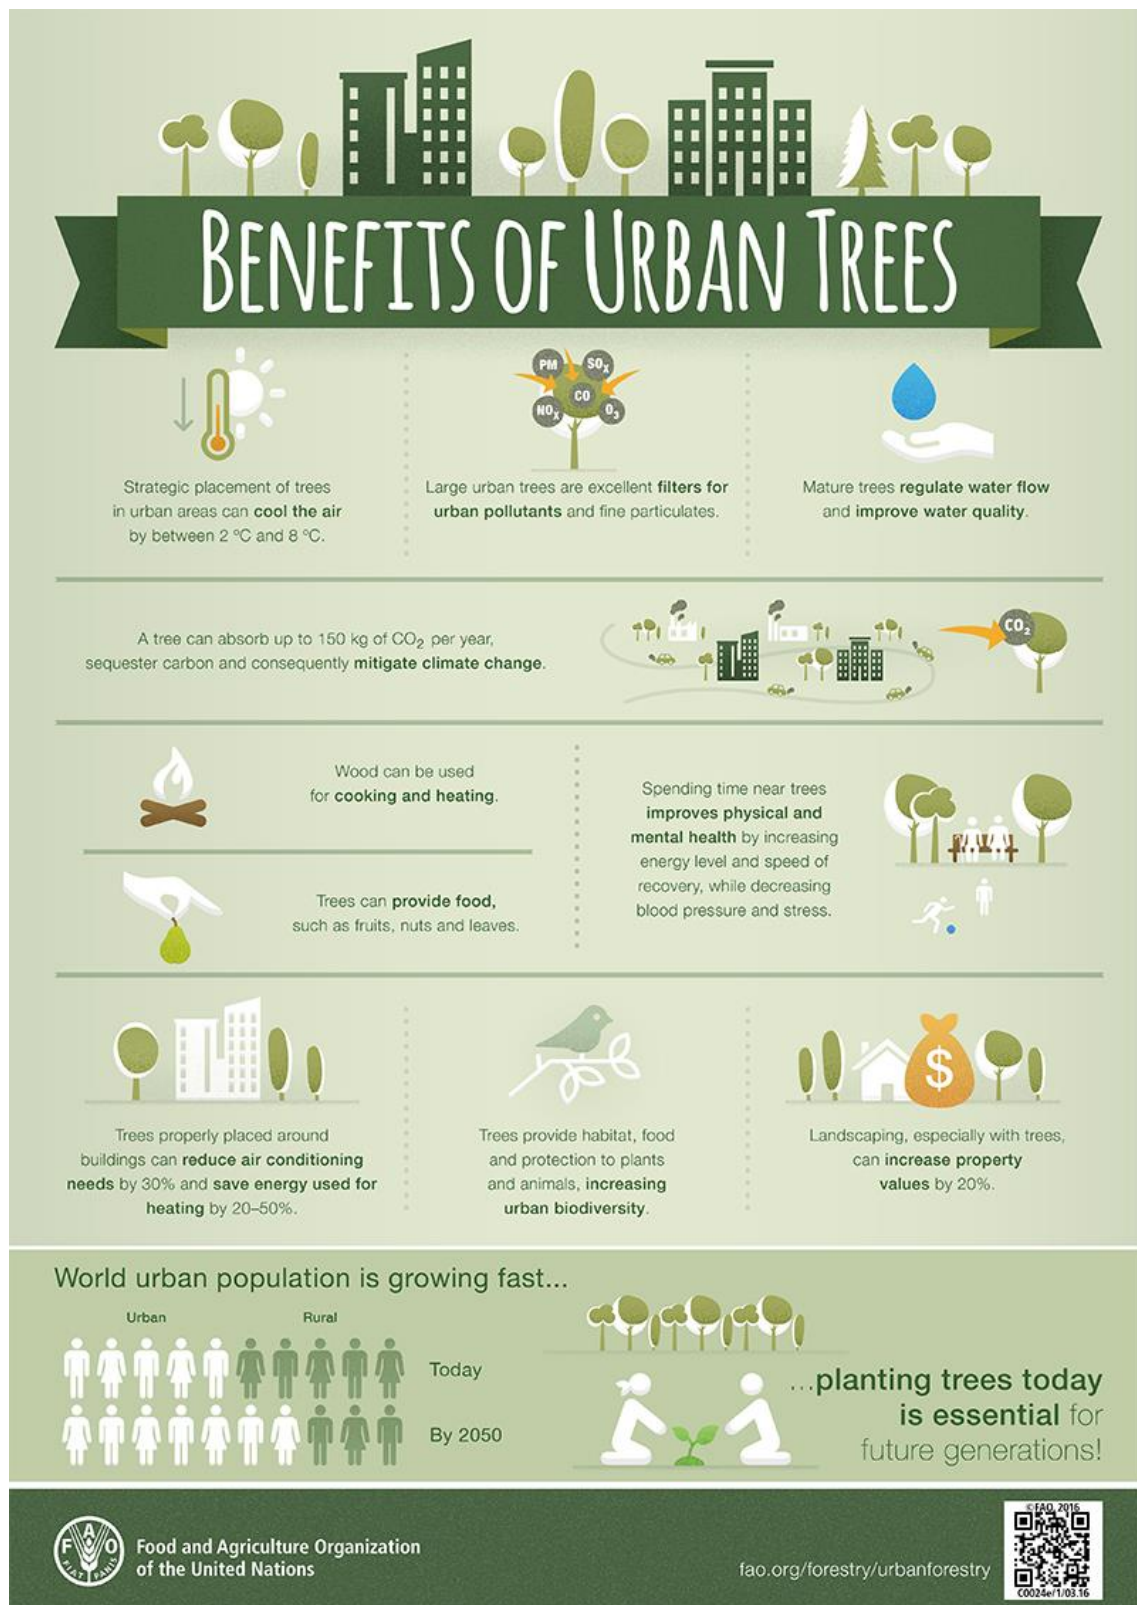 BENEFITS OF URBAN TREES
PM
SOX
CO
NOX
O3
Strategic placement of trees
in urban areas can cool the air
by between 2 ºC and 8 ºC.
Large urban trees are excellent filters for
urban pollutants and fine particulates.
Mature trees regulate water flow
and improve water quality.
A tree can absorb up to 150 kg of CO2 per year,
sequester carbon and consequently mitigate climate change.
CO2
Wood can be used
for cooking and heating.
Trees can provide food,
such as fruits, nuts and leaves.
Spending time near trees
improves physical and
mental health by increasing
energy level and speed of
recovery, while decreasing
blood pressure and stress.
$
Trees properly placed around
buildings can reduce air conditioning
needs by 30% and save energy used for
heating by 20–50%.
Trees provide habitat, food
and protection to plants
and animals, increasing
urban biodiversity.
Landscaping, especially with trees,
can increase property
values by 20%.
World urban population is growing fast...
Urban
Rural
Today
By 2050
...planting trees today
is essential for
future generations!
FAO
FIAT PANIS
Food and Agriculture Organization
of the United Nations
fao.org/forestry/urbanforestry
©FAO, 2016
C0024e/1/03.16